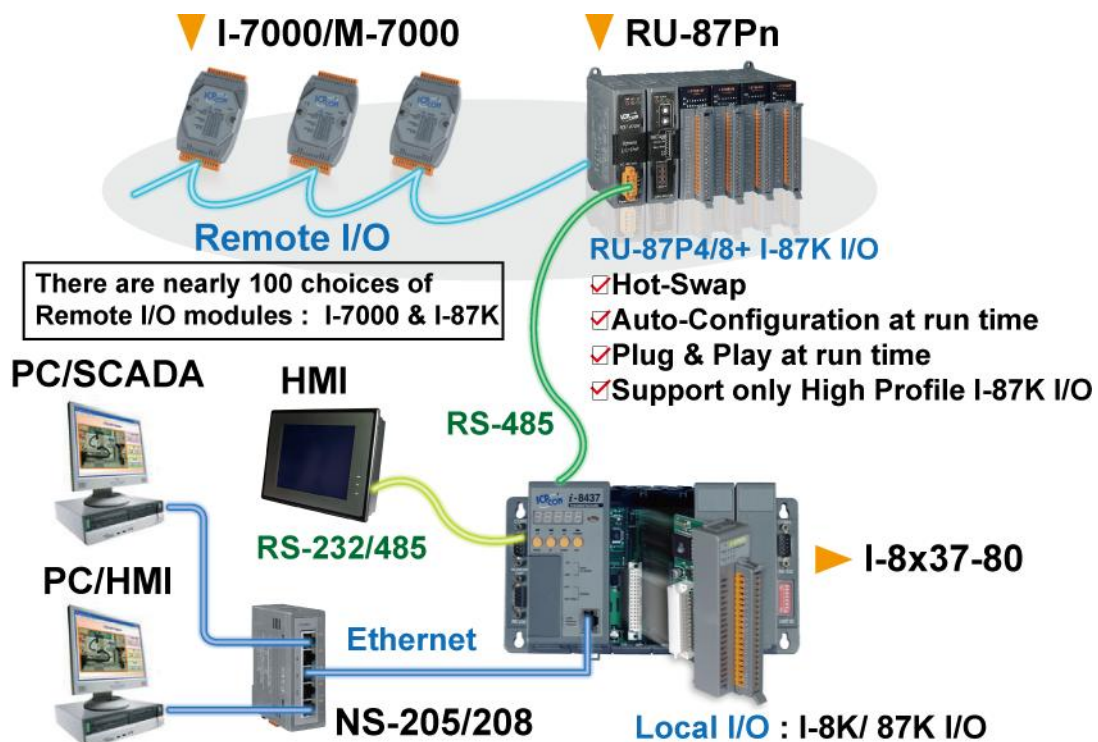 I-7000/M-7000
RU-87Pn
Remote I/O
RU-87P4/8+ I-87K I/O
There are nearly 100 choices of
Remote I/O modules : I-7000 & I-87K
Hot-Swap
Auto-Configuration at run time
Plug & Play at run time
Support only High Profile I-87K I/O
PC/SCADA
HMI
RS-485
RS-232/485
i-8437
I-8x37-80
PC/HMI
Ethernet
NS-205/208
Local I/O : I-8K/ 87K I/O